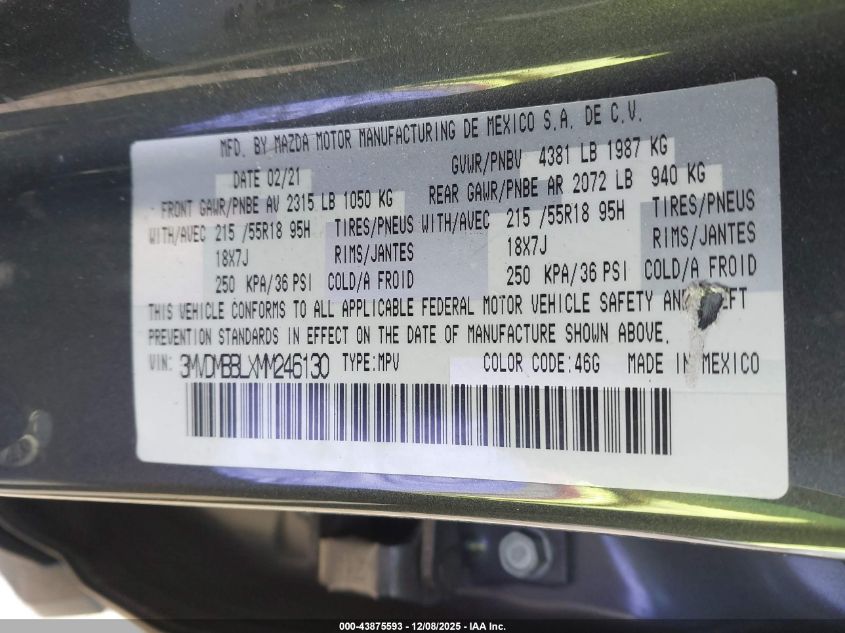 MFD. BY MAZDA MOTOR MANUFACTURING DE MEXICO S.A. DE C.V.
DATE 02/21 GVWR/PNBV 4381 LB 1987 KG
FRONT GAWR/PNBE AV 2315 LB 1050 KG REAR GAWR/PNBE AR 2072 LB 940 KG
WITH/AVEC 215 /55R18 95H TIRES/PNEUS WITH/AVEC 215 /55R18 95H TIRES/PNEUS
18X7J RIMS/JANTES 18X7J RIMS/JANTES
250 KPA/36 PSI COLD/A FROID 250 KPA/36 PSI COLD/A FROID
THIS VEHICLE CONFORMS TO ALL APPLICABLE FEDERAL MOTOR VEHICLE SAFETY AND THEFT
PREVENTION STANDARDS IN EFFECT ON THE DATE OF MANUFACTURE SHOWN ABOVE.
VIN: 3MVDMBBLXMM246130 TYPE:MPV COLOR CODE:46G MADE IN MEXICO
000-43875593 - 12/08/2025 - IAA Inc.